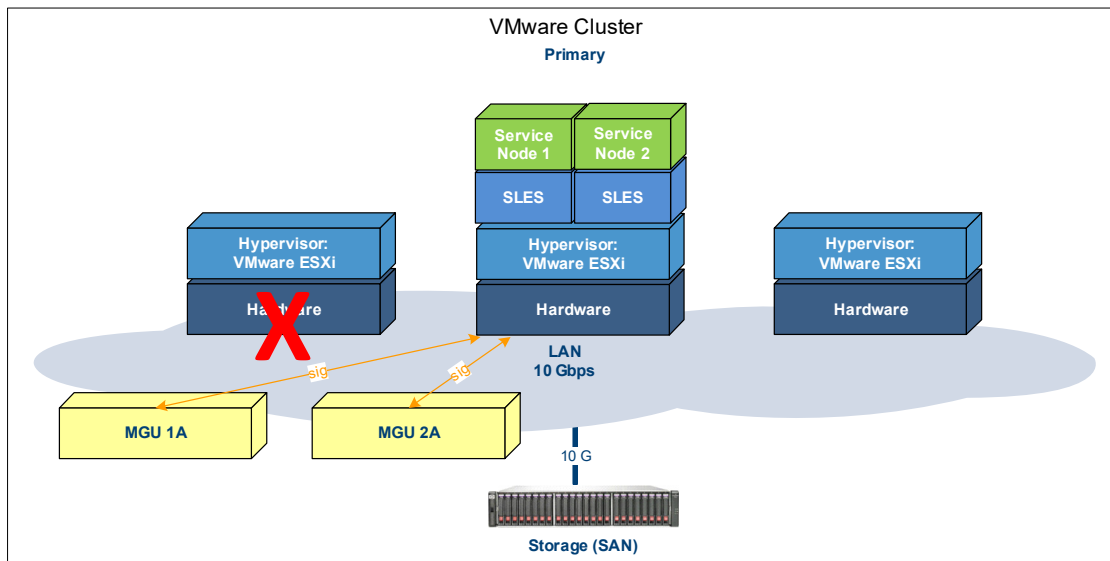 VMware Cluster
Primary
Service
Node 1
Service
Node 2
SLES
SLES
Hypervisor:
VMware ESXi
Hypervisor:
VMware ESXi
Hypervisor:
VMware ESXi
Hardware
Hardware
Hardware
LAN
10 Gbps
sig
sig
MGU 1A
MGU 2A
10 G
Storage (SAN)